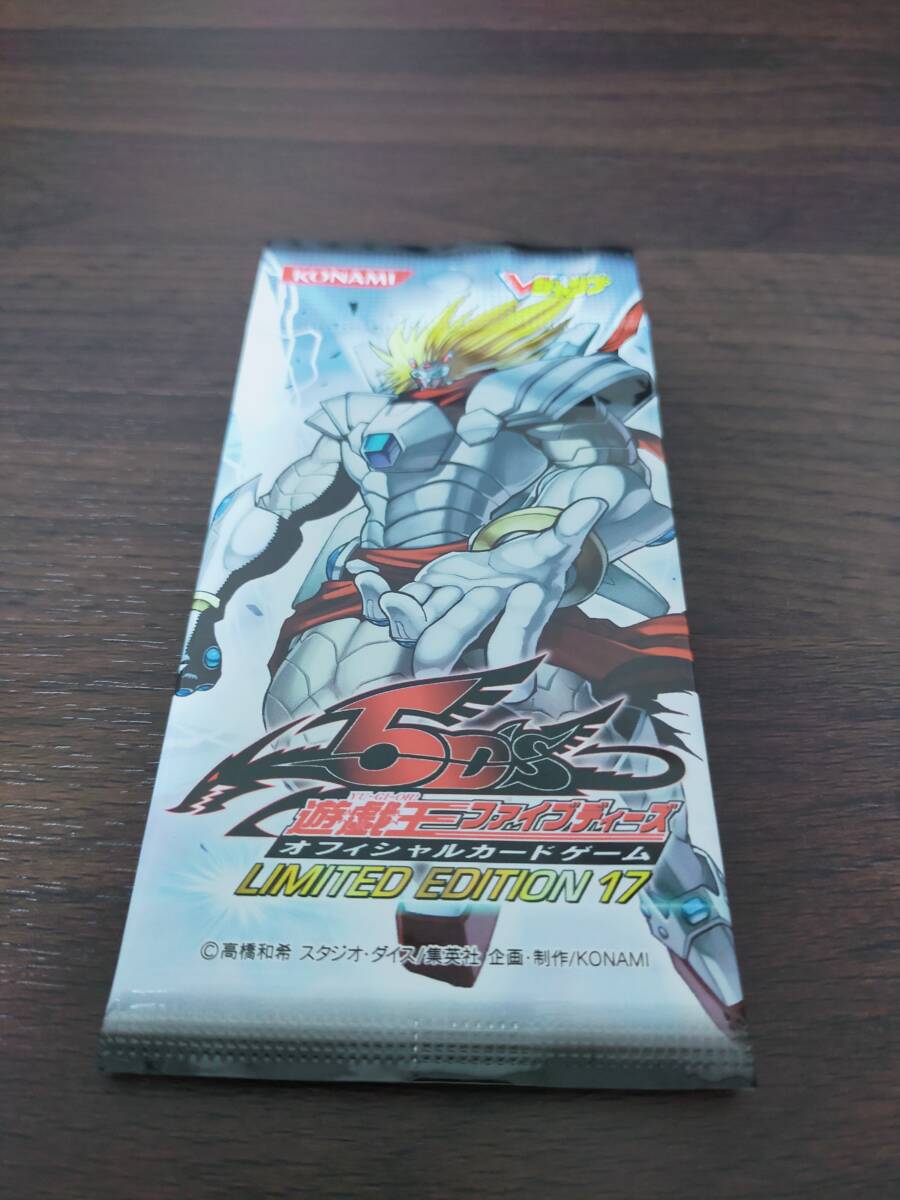 KONAMI
Vジャンプ
5D's
YU-GI-OH!
遊戯王ファイブディーズ
オフィシャルカードゲーム
LIMITED EDITION 17
©高橋和希 スタジオ・ダイス/集英社 企画・制作/KONAMI